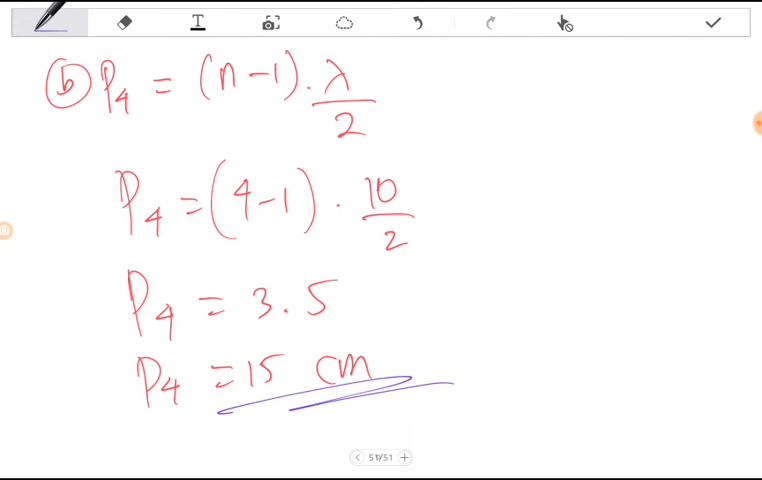 T
ⓑ P₄ = (n-1) . λ/2
P₄ = (4-1) . 10/2
P₄ = 3 . 5
P₄ = 15 cm
51/51